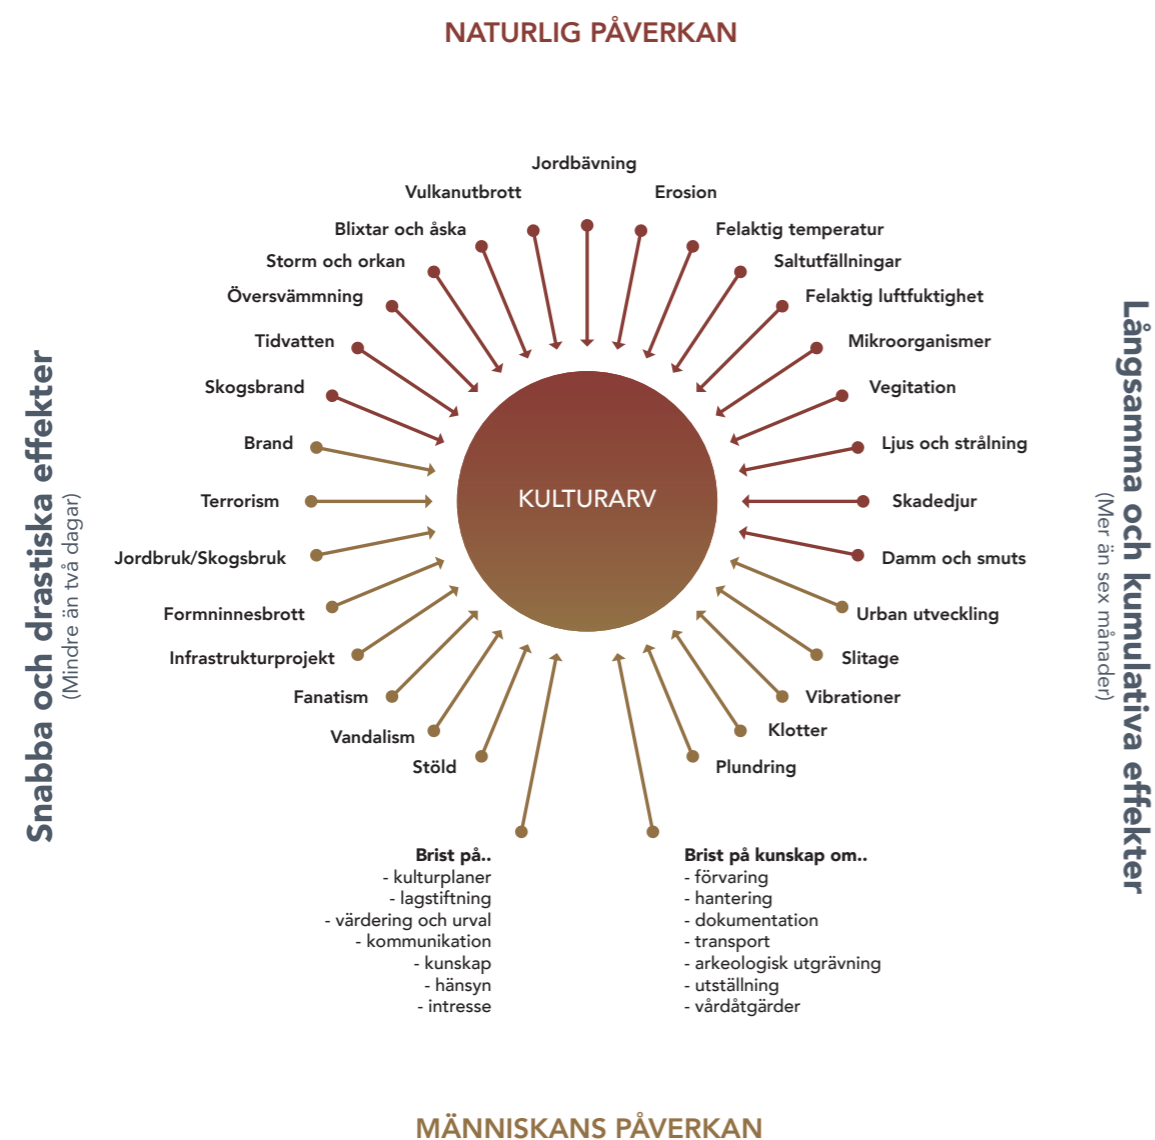 NATURLIG PÅVERKAN
Jordbävning
Vulkanutbrott
Erosion
Blixtar och åska
Felaktig temperatur
Storm och orkan
Saltutfällningar
Översvämmning
Felaktig luftfuktighet
Tidvatten
Mikroorganismer
Skogsbrand
Vegitation
Brand
Ljus och strålning
Terrorism
KULTURARV
Skadedjur
Jordbruk/Skogsbruk
Damm och smuts
Formninnesbrott
Urban utveckling
Infrastrukturprojekt
Slitage
Fanatism
Vibrationer
Vandalism
Klotter
Stöld
Plundring
Snabba och drastiska effekter
(Mindre än två dagar)
Långsamma och kumulativa effekter
(Mer än sex månader)
Brist på..
- kulturplaner
- lagstiftning
- värdering och urval
- kommunikation
- kunskap
- hänsyn
- intresse
Brist på kunskap om..
- förvaring
- hantering
- dokumentation
- transport
- arkeologisk utgrävning
- utställning
- vårdåtgärder
MÄNNISKANS PÅVERKAN